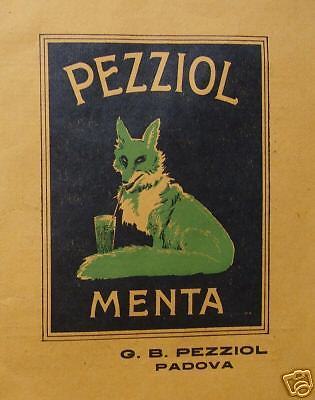 PEZZIOL
MENTA
G. B. PEZZIOL
PADOVA